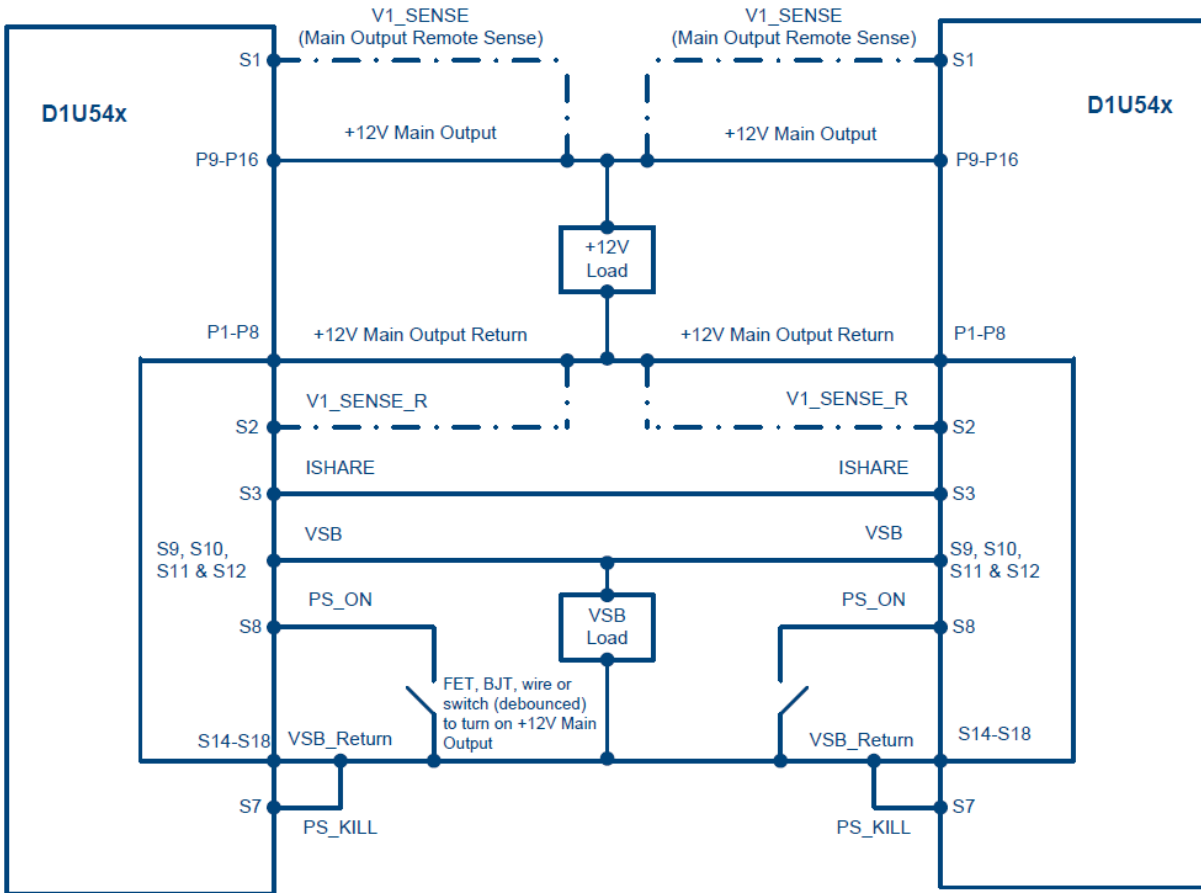 V1_SENSE
(Main Output Remote Sense)
V1_SENSE
(Main Output Remote Sense)
S1
S1
D1U54x
D1U54x
+12V Main Output
+12V Main Output
P9-P16
P9-P16
+12V
Load
P1-P8
+12V Main Output Return
+12V Main Output Return
P1-P8
V1_SENSE_R
V1_SENSE_R
S2
S2
ISHARE
ISHARE
S3
S3
VSB
VSB
S9, S10,
S11 & S12
S9, S10,
S11 & S12
PS_ON
PS_ON
S8
S8
VSB
Load
FET, BJT, wire or
switch (debounced)
to turn on +12V Main
Output
S14-S18
VSB_Return
VSB_Return
S14-S18
S7
S7
PS_KILL
PS_KILL